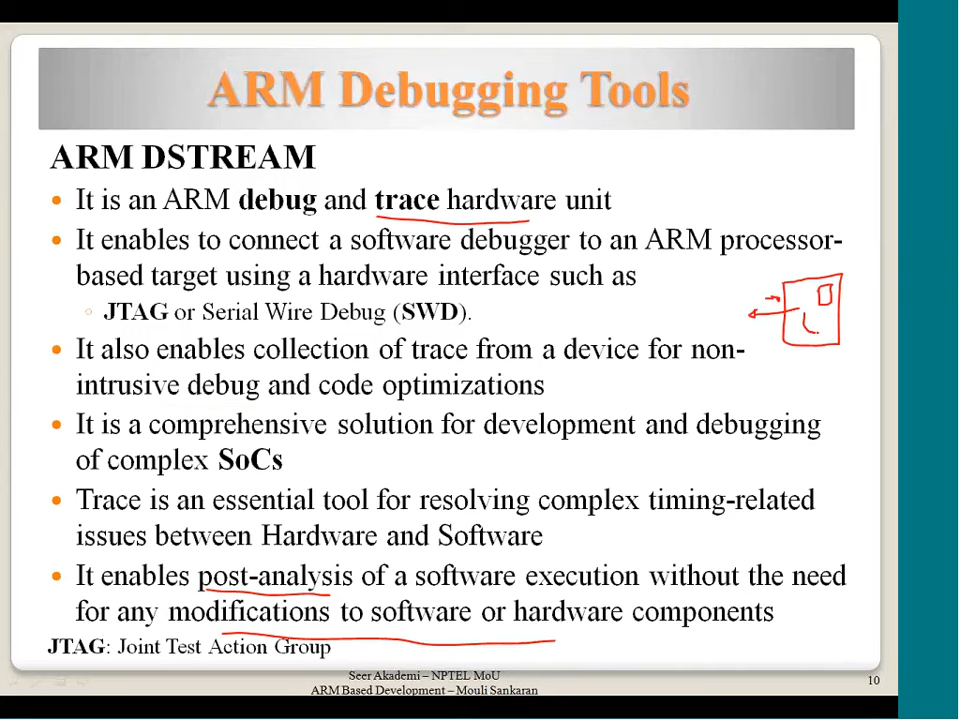 ARM Debugging Tools
ARM DSTREAM
• It is an ARM debug and trace hardware unit
• It enables to connect a software debugger to an ARM processor-
based target using a hardware interface such as
◦ JTAG or Serial Wire Debug (SWD).
• It also enables collection of trace from a device for non-
intrusive debug and code optimizations
• It is a comprehensive solution for development and debugging
of complex SoCs
• Trace is an essential tool for resolving complex timing-related
issues between Hardware and Software
• It enables post-analysis of a software execution without the need
for any modifications to software or hardware components
JTAG: Joint Test Action Group
Seer Akademi – NPTEL MoU
ARM Based Development – Mouli Sankaran
10